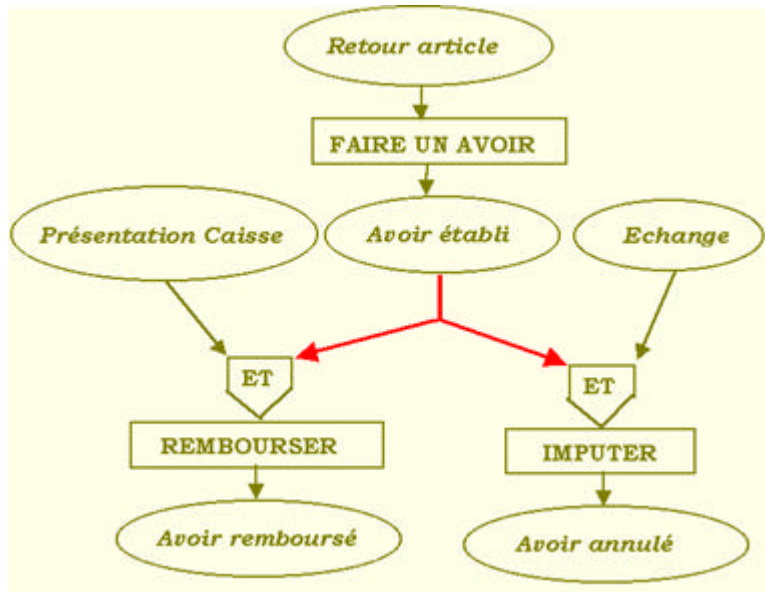 Retour article
FAIRE UN AVOIR
Présentation Caisse
Avoir établi
Echange
ET
ET
REMBOURSER
IMPUTER
Avoir remboursé
Avoir annulé